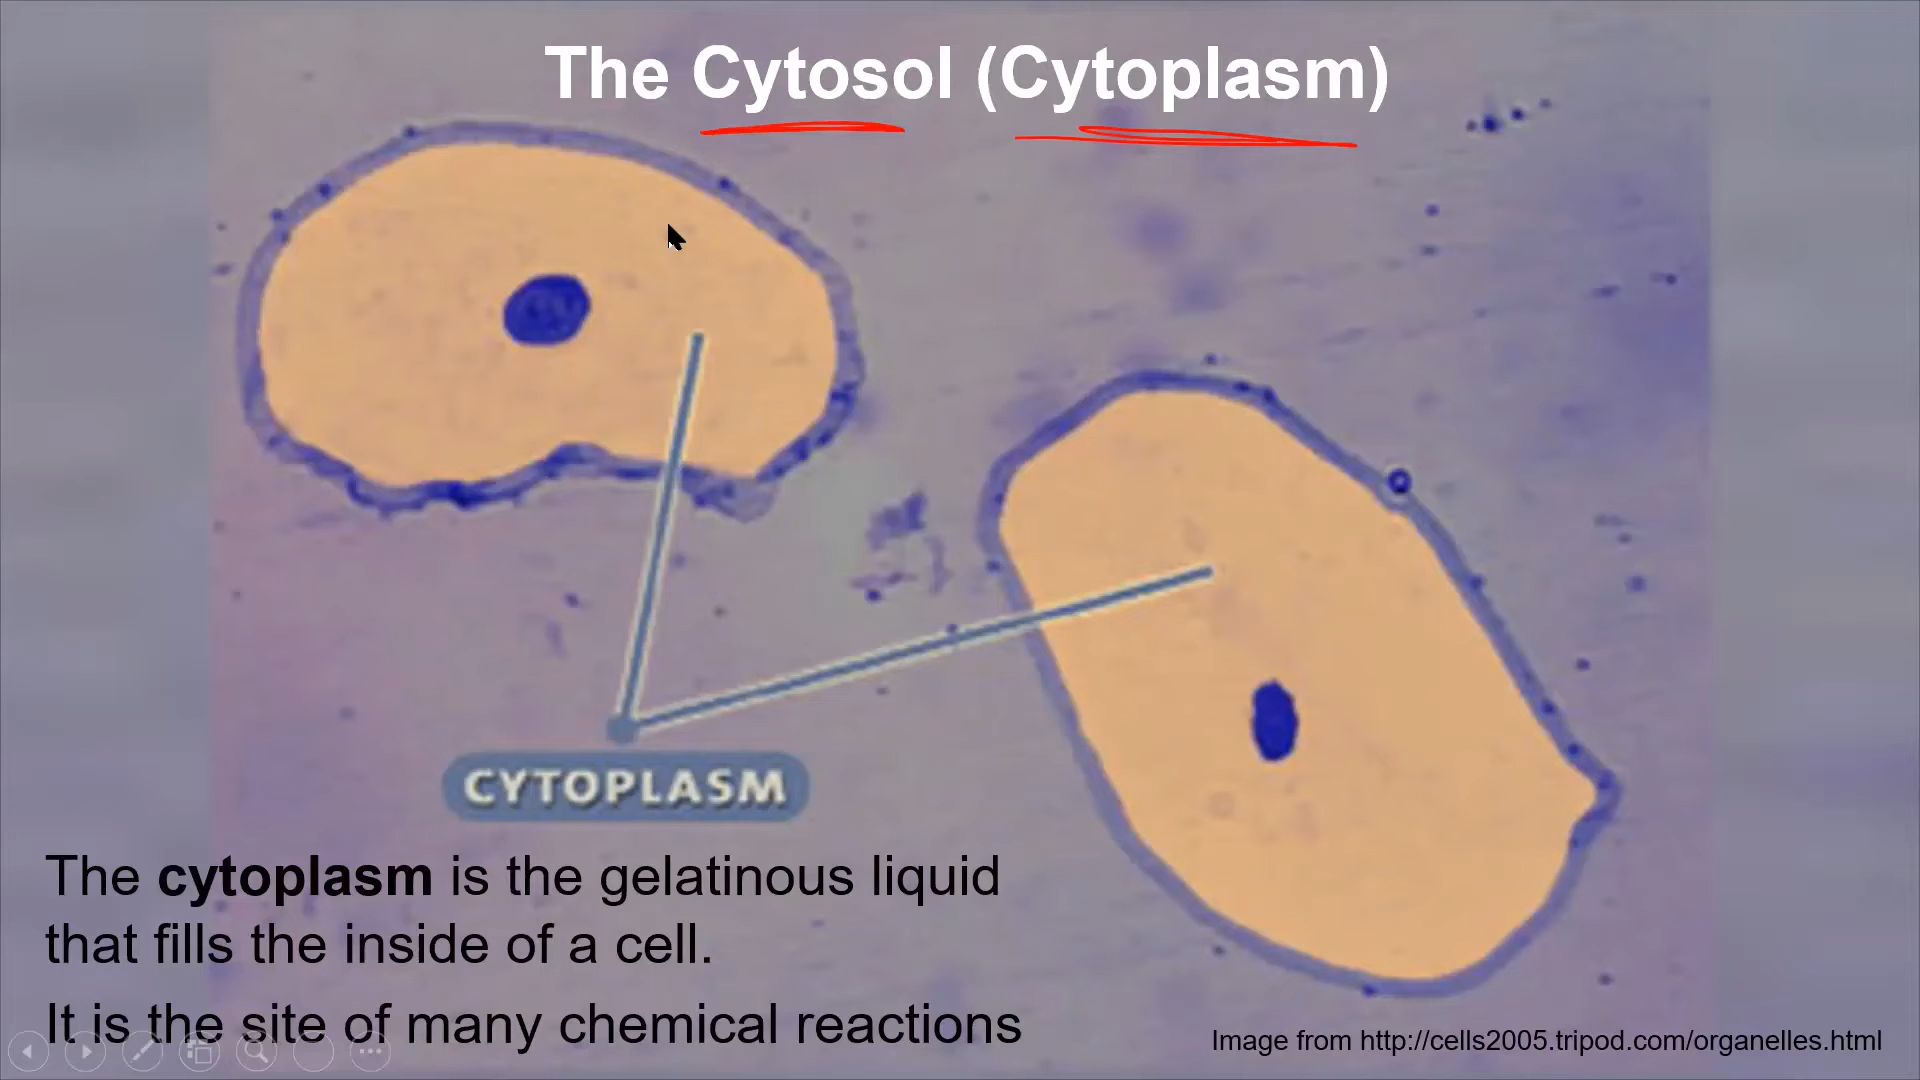 The Cytosol (Cytoplasm)
CYTOPLASM
The cytoplasm is the gelatinous liquid
that fills the inside of a cell.
It is the site of many chemical reactions
Image from http://cells2005.tripod.com/organelles.html